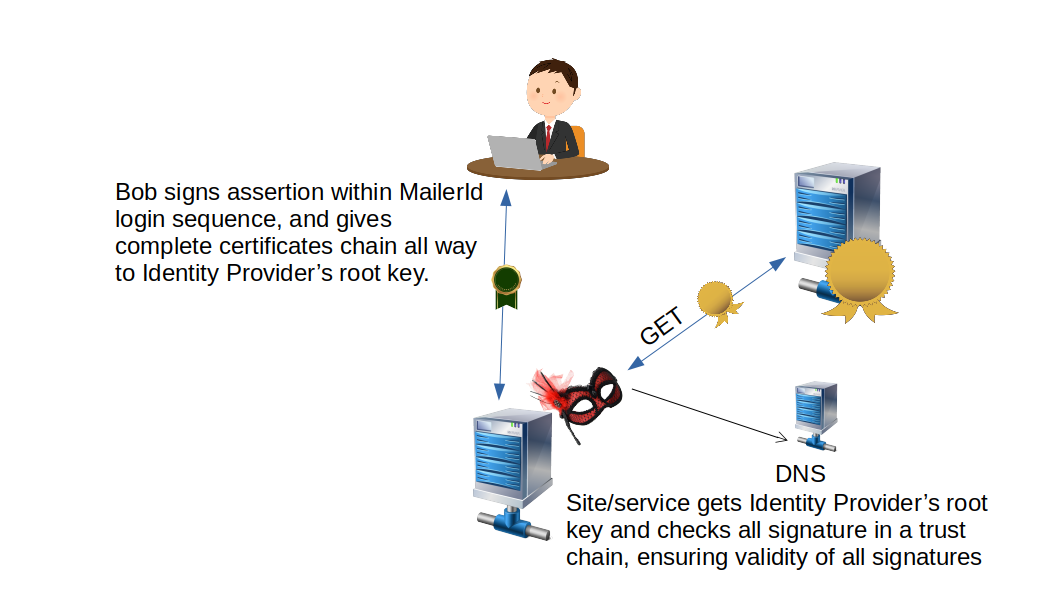 Bob signs assertion within MailerId
login sequence, and gives
complete certificates chain all way
to Identity Provider’s root key.
GET
DNS
Site/service gets Identity Provider’s root
key and checks all signature in a trust
chain, ensuring validity of all signatures